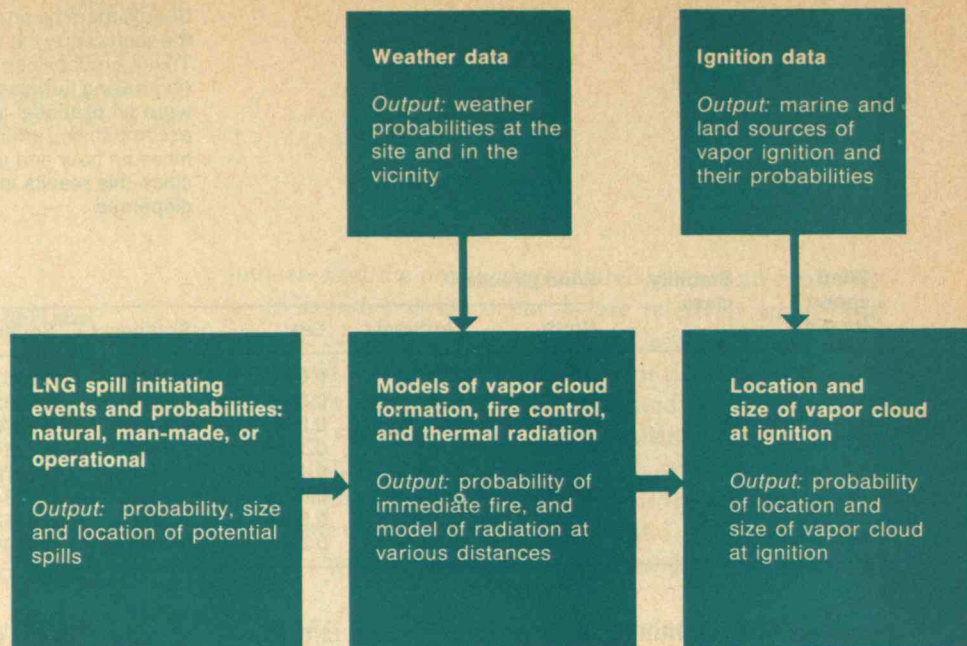 Weather data
Output: weather
probabilities at the
site and in the
vicinity
Ignition data
Output: marine and
land sources of
vapor ignition and
their probabilities
LNG spill initiating
events and probabilities:
natural, man-made, or
operational
Output: probability, size
and location of potential
spills
Models of vapor cloud
formation, fire control,
and thermal radiation
Output: probability of
immediate fire, and
model of radiation at
various distances
Location and
size of vapor cloud
at ignition
Output: probability
of location and
size of vapor cloud
at ignition